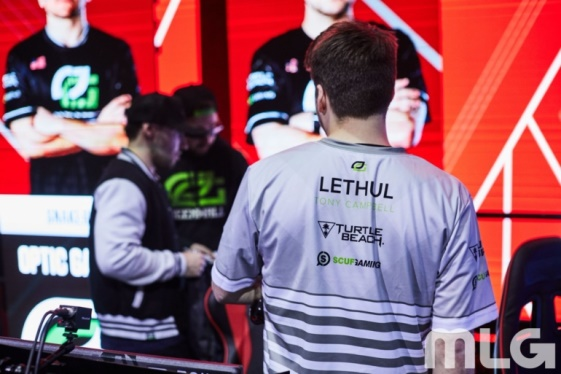 LETHUL
TONY CAMPBELL
TURTLE
BEACH
SCUFGAMING
OPTIC GA
MLG